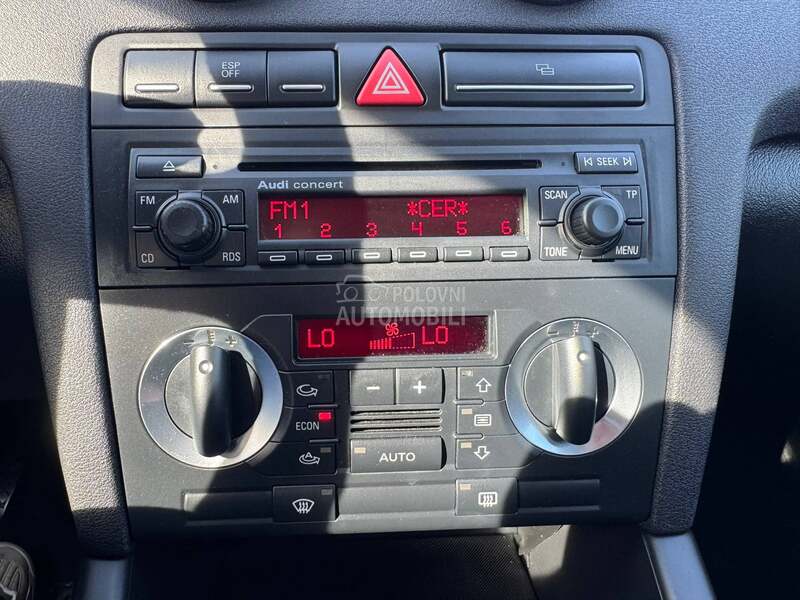 ESP
OFF
SEEK
Audi concert
FM AM
FM1 *CER*
1 2 3 4 5 6
CD RDS
SCAN TP
TONE MENU
POLOVNI
AUTOMOBILI
LO LO
- +
ECON
A
AUTO